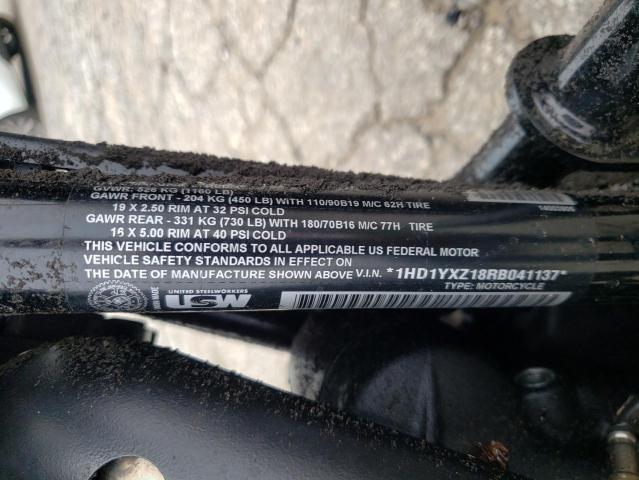 GVWR: 526 KG (1160 LB)
GAWR FRONT - 204 KG (450 LB) WITH 110/90B19 M/C 62H TIRE
19 X 2.50 RIM AT 32 PSI COLD
GAWR REAR - 331 KG (730 LB) WITH 180/70B16 M/C 77H TIRE
16 X 5.00 RIM AT 40 PSI COLD
THIS VEHICLE CONFORMS TO ALL APPLICABLE US FEDERAL MOTOR
VEHICLE SAFETY STANDARDS IN EFFECT ON
THE DATE OF MANUFACTURE SHOWN ABOVE V.I.N. *1HD1YXZ18RB041137*
TYPE: MOTORCYCLE
UNITED STEELWORKERS
USW
MADE